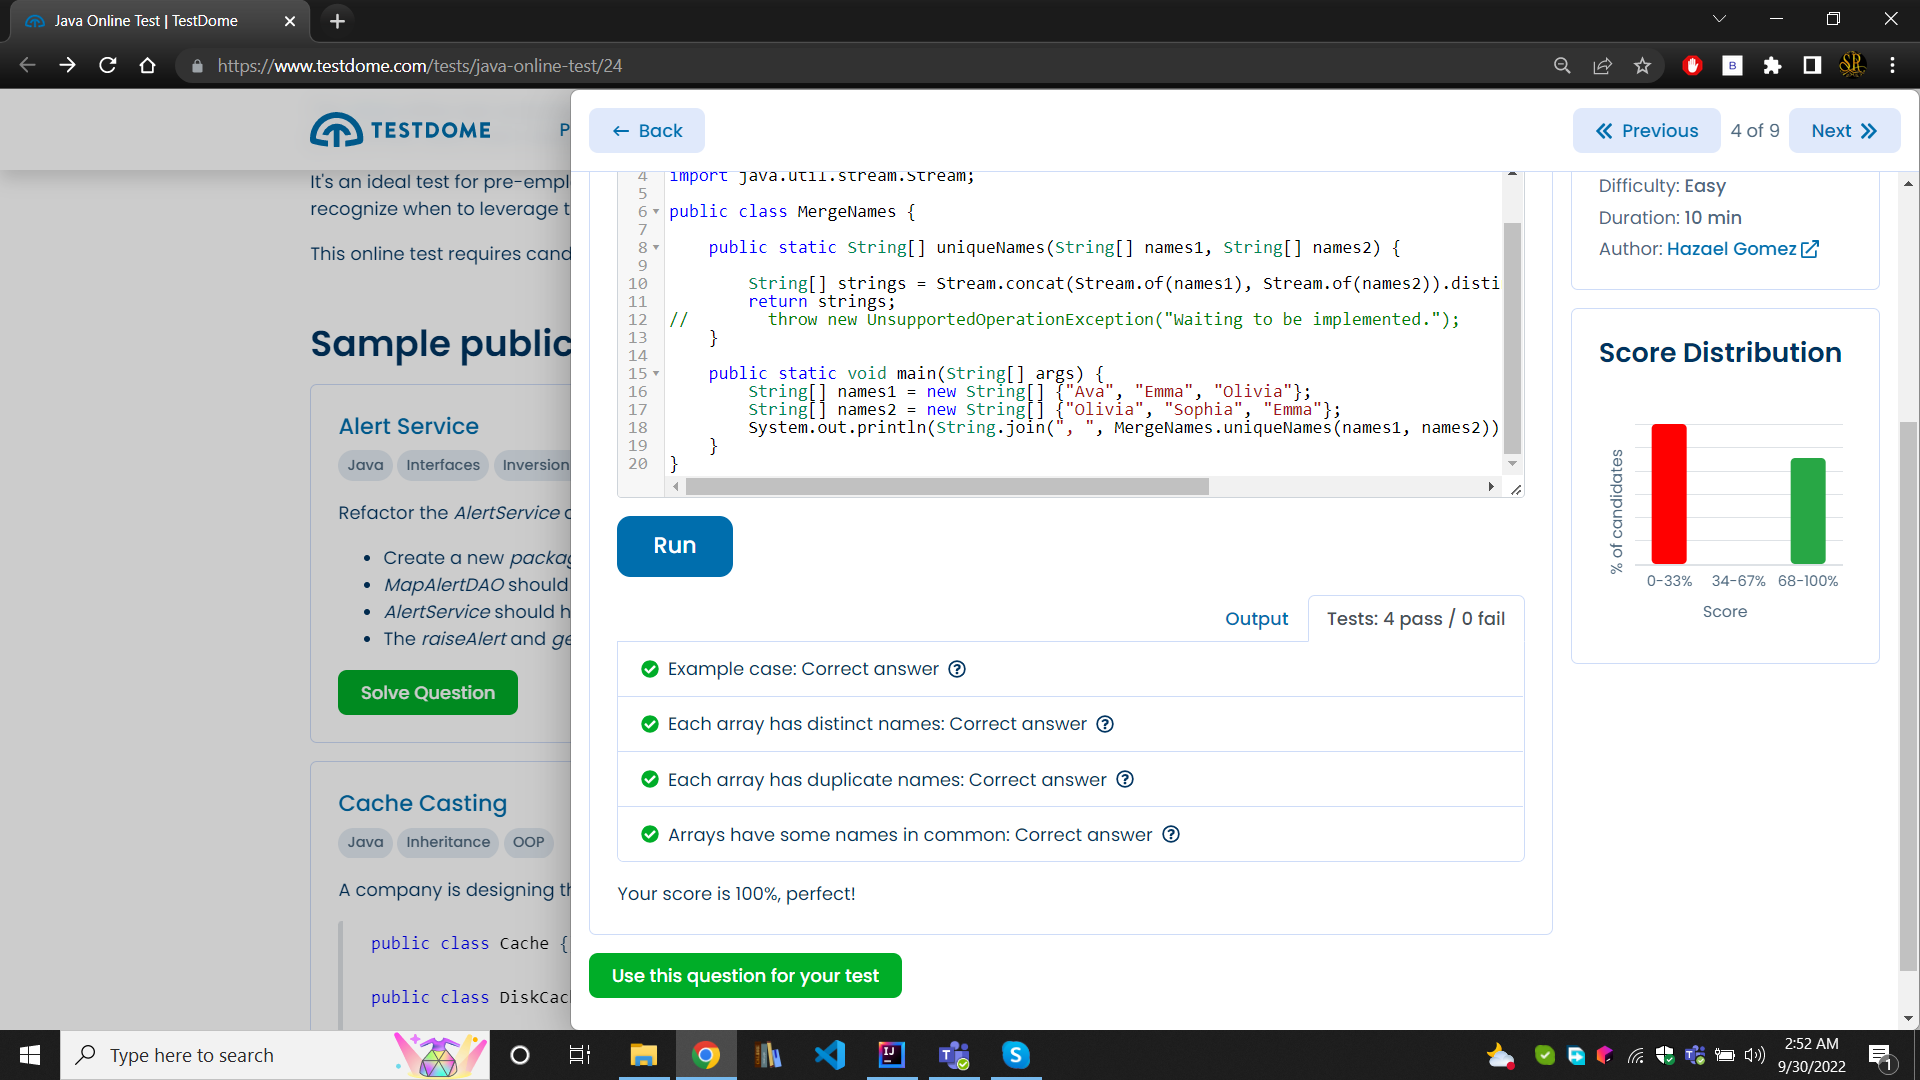 Java Online Test | TestDome
https://www.testdome.com/tests/java-online-test/24
TESTDOME
P
It's an ideal test for pre-empl
recognize when to leverage t
This online test requires cand
Sample public
Alert Service
Java Interfaces Inversion
Refactor the AlertService c
Create a new packag
MapAlertDAO should
AlertService should h
The raiseAlert and ge
Solve Question
Cache Casting
Java Inheritance OOP
A company is designing th
public class Cache {
public class DiskCac
Back
Previous 4 of 9 Next
4 import java.util.stream.Stream;
5
6 public class MergeNames {
7
8 public static String[] uniqueNames(String[] names1, String[] names2) {
9
10 String[] strings = Stream.concat(Stream.of(names1), Stream.of(names2)).disti
11 return strings;
12 // throw new UnsupportedOperationException("Waiting to be implemented.");
13 }
14
15 public static void main(String[] args) {
16 String[] names1 = new String[] {"Ava", "Emma", "Olivia"};
17 String[] names2 = new String[] {"Olivia", "Sophia", "Emma"};
18 System.out.println(String.join(", ", MergeNames.uniqueNames(names1, names2))
19 }
20 }
Run
Output Tests: 4 pass / 0 fail
Example case: Correct answer
Each array has distinct names: Correct answer
Each array has duplicate names: Correct answer
Arrays have some names in common: Correct answer
Your score is 100%, perfect!
Use this question for your test
Difficulty: Easy
Duration: 10 min
Author: Hazael Gomez
Score Distribution
% of candidates
0-33% 34-67% 68-100%
Score
Type here to search
2:52 AM
9/30/2022
1